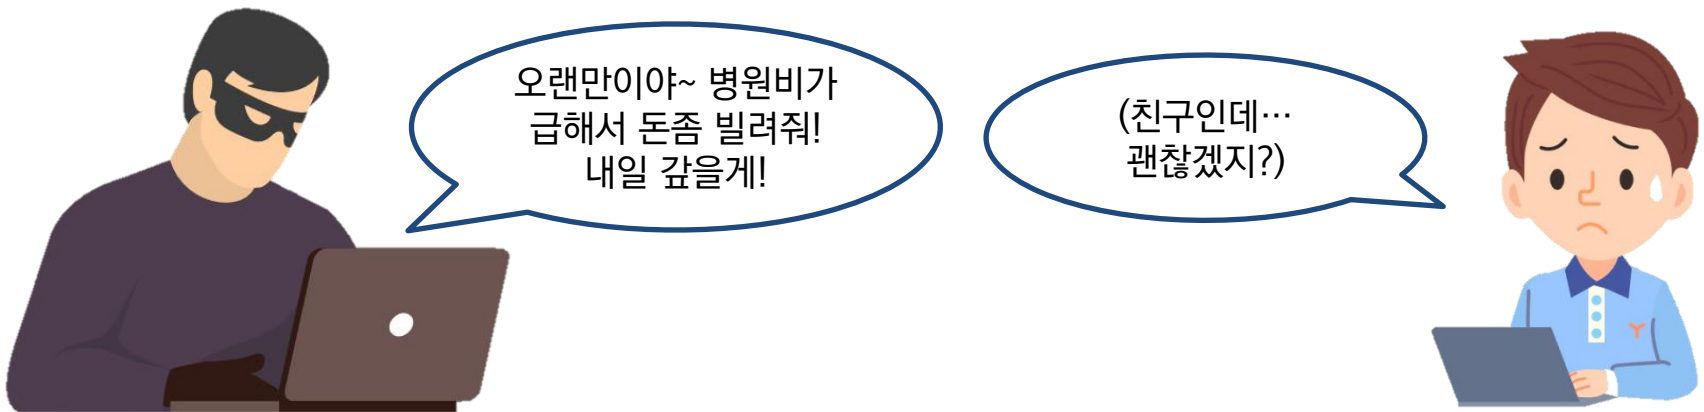 오랜만이야~ 병원비가
급해서 돈좀 빌려줘!
내일 갚을게!
(친구인데…
괜찮겠지?)